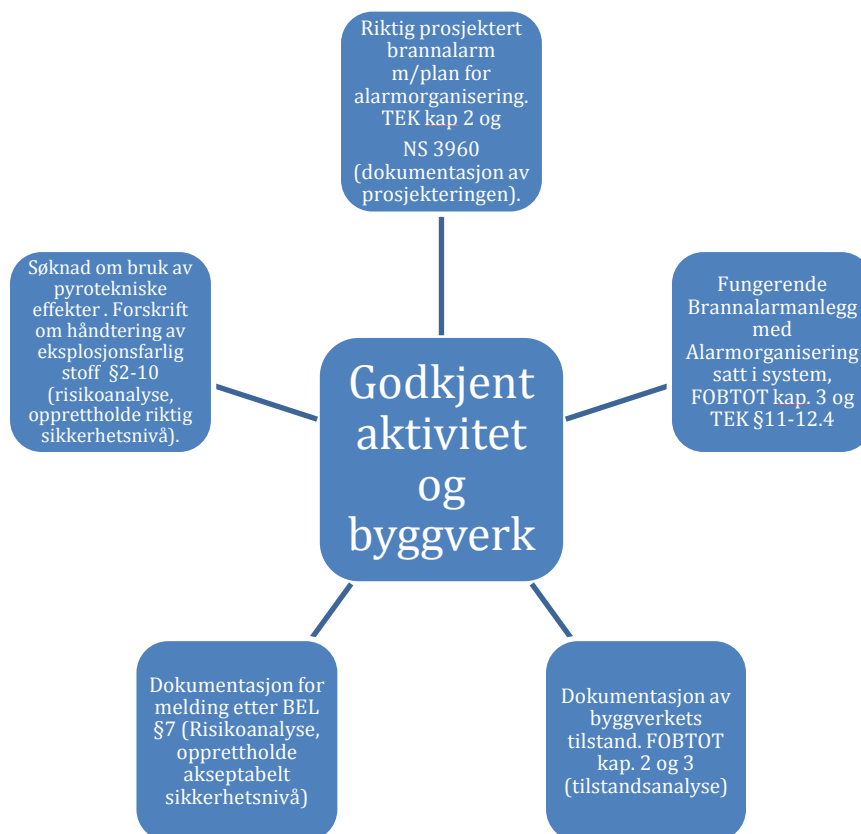 Riktig prosjektert
brannalarm
m/plan for
alarmorganisering.
TEK kap 2 og
NS 3960
(dokumentasjon av
prosjekteringen).
Søknad om bruk av
pyrotekniske
effekter . Forskrift
om håndtering av
eksplosjonsfarlig
stoff §2-10
(risikoanalyse,
opprettholde riktig
sikkerhetsnivå).
Fungerende
Brannalarmanlegg
med
Alarmorganisering
satt i system,
FOBTOT kap. 3 og
TEK §11-12.4
Godkjent
aktivitet
og
byggverk
Dokumentasjon for
melding etter BEL
§7 (Risikoanalyse,
opprettholde
akseptabelt
sikkerhetsnivå)
Dokumentasjon av
byggverkets
tilstand. FOBTOT
kap. 2 og 3
(tilstandsanalyse)